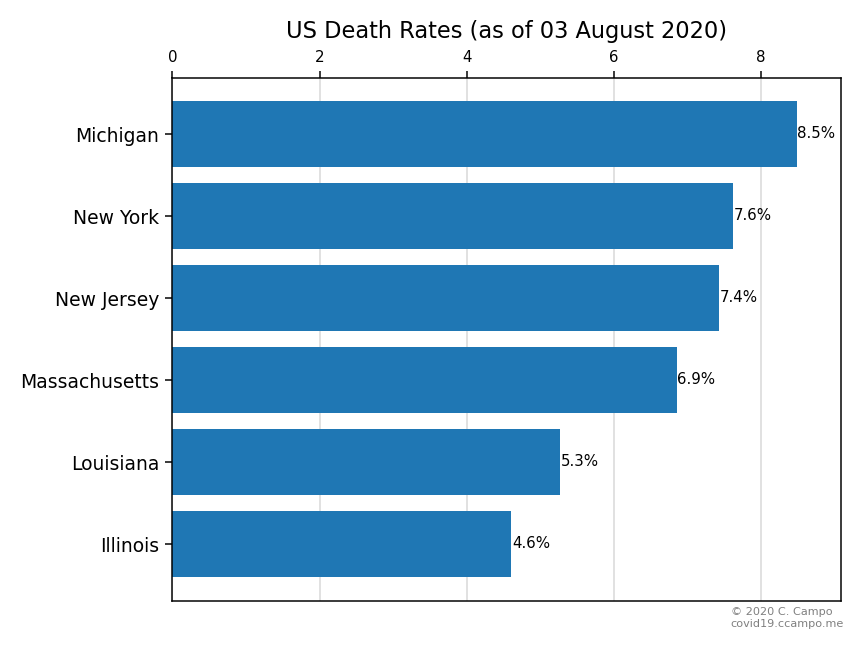 US Death Rates (as of 03 August 2020)
0 2 4 6 8
Michigan 8.5%
New York 7.6%
New Jersey 7.4%
Massachusetts 6.9%
Louisiana 5.3%
Illinois 4.6%
© 2020 C. Campo
covid19.ccampo.me